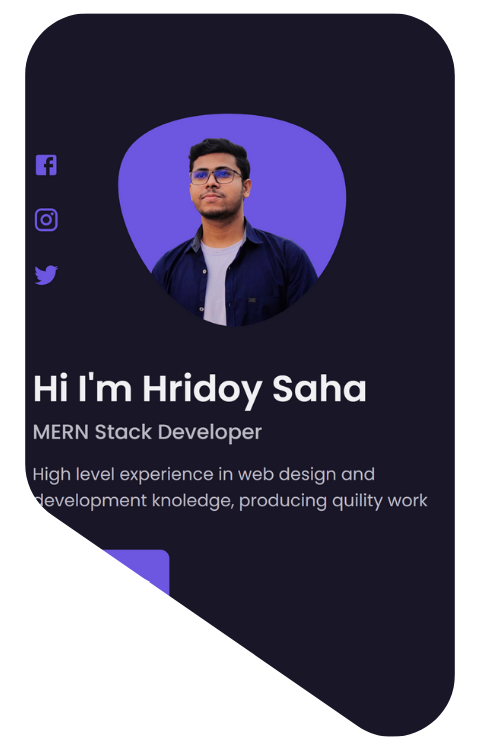 Hi I'm Hridoy Saha
MERN Stack Developer
High level experience in web design and
development knoledge, producing quility work